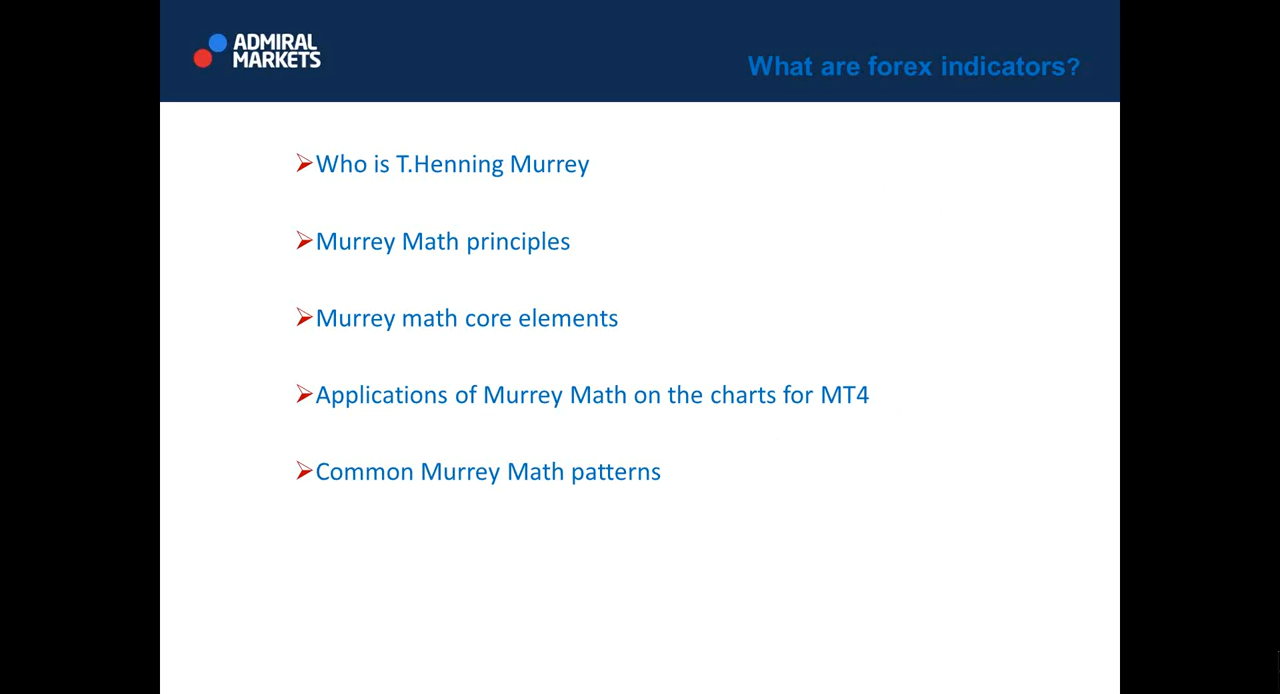 ADMIRAL
MARKETS
What are forex indicators?
➢Who is T.Henning Murrey
➢Murrey Math principles
➢Murrey math core elements
➢Applications of Murrey Math on the charts for MT4
➢Common Murrey Math patterns